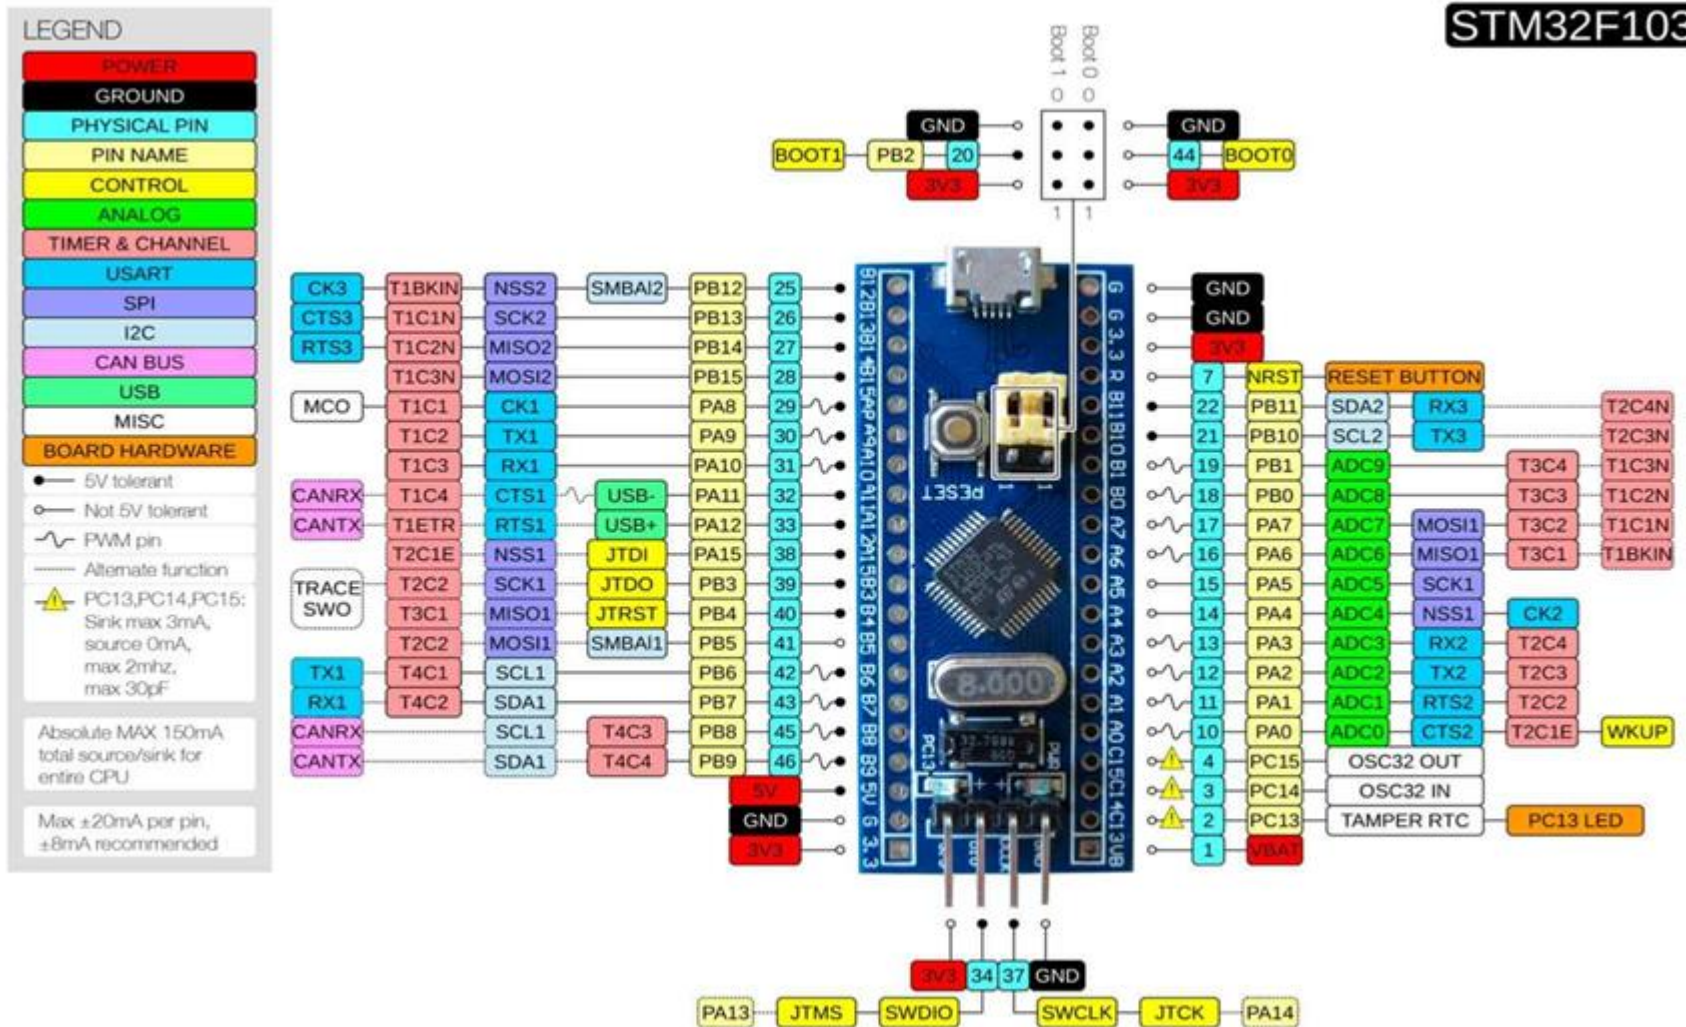 LEGEND
POWER
GROUND
PHYSICAL PIN
PIN NAME
CONTROL
ANALOG
TIMER & CHANNEL
USART
SPI
I2C
CAN BUS
USB
MISC
BOARD HARDWARE
5V tolerant
Not 5V tolerant
PWM pin
Alternate function
PC13,PC14,PC15:
Sink max 3mA,
source 0mA,
max 2mhz,
max 30pF
Absolute MAX 150mA
total source/sink for
entire CPU
Max ±20mA per pin,
±8mA recommended
STM32F103
Boot 1 Boot 0
0 0
GND GND
BOOT1 PB2 20 44 BOOT0
3V3 3V3
1 1
CK3 T1BKIN NSS2 SMBAI2 PB12 25
CTS3 T1C1N SCK2 PB13 26
RTS3 T1C2N MISO2 PB14 27
T1C3N MOSI2 PB15 28
MCO T1C1 CK1 PA8 29
T1C2 TX1 PA9 30
T1C3 RX1 PA10 31
CANRX T1C4 CTS1 USB- PA11 32
CANTX T1ETR RTS1 USB+ PA12 33
T2C1E NSS1 JTDI PA15 38
TRACE SWO T2C2 SCK1 JTDO PB3 39
T3C1 MISO1 JTRST PB4 40
T2C2 MOSI1 SMBAI1 PB5 41
TX1 T4C1 SCL1 PB6 42
RX1 T4C2 SDA1 PB7 43
CANRX SCL1 T4C3 PB8 45
CANTX SDA1 T4C4 PB9 46
5V
GND
3V3
RESET
8.000
PC13
GND
GND
3V3
7 NRST RESET BUTTON
22 PB11 SDA2 RX3 T2C4N
21 PB10 SCL2 TX3 T2C3N
19 PB1 ADC9 T3C4 T1C3N
18 PB0 ADC8 T3C3 T1C2N
17 PA7 ADC7 MOSI1 T3C2 T1C1N
16 PA6 ADC6 MISO1 T3C1 T1BKIN
15 PA5 ADC5 SCK1
14 PA4 ADC4 NSS1 CK2
13 PA3 ADC3 RX2 T2C4
12 PA2 ADC2 TX2 T2C3
11 PA1 ADC1 RTS2 T2C2
10 PA0 ADC0 CTS2 T2C1E WKUP
4 PC15 OSC32 OUT
3 PC14 OSC32 IN
2 PC13 TAMPER RTC PC13 LED
1 VBAT
3V3 34 37 GND
PA13 JTMS SWDIO SWCLK JTCK PA14